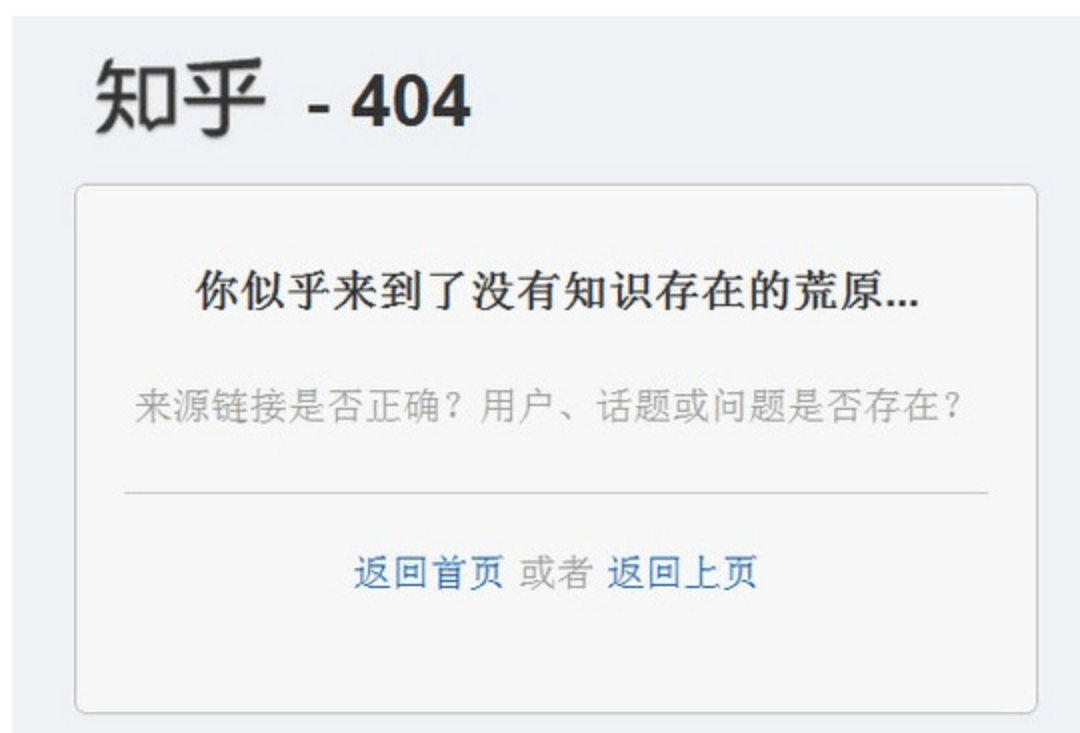 知乎 - 404
你似乎来到了没有知识存在的荒原...
来源链接是否正确？用户、话题或问题是否存在？
返回首页 或者 返回上页